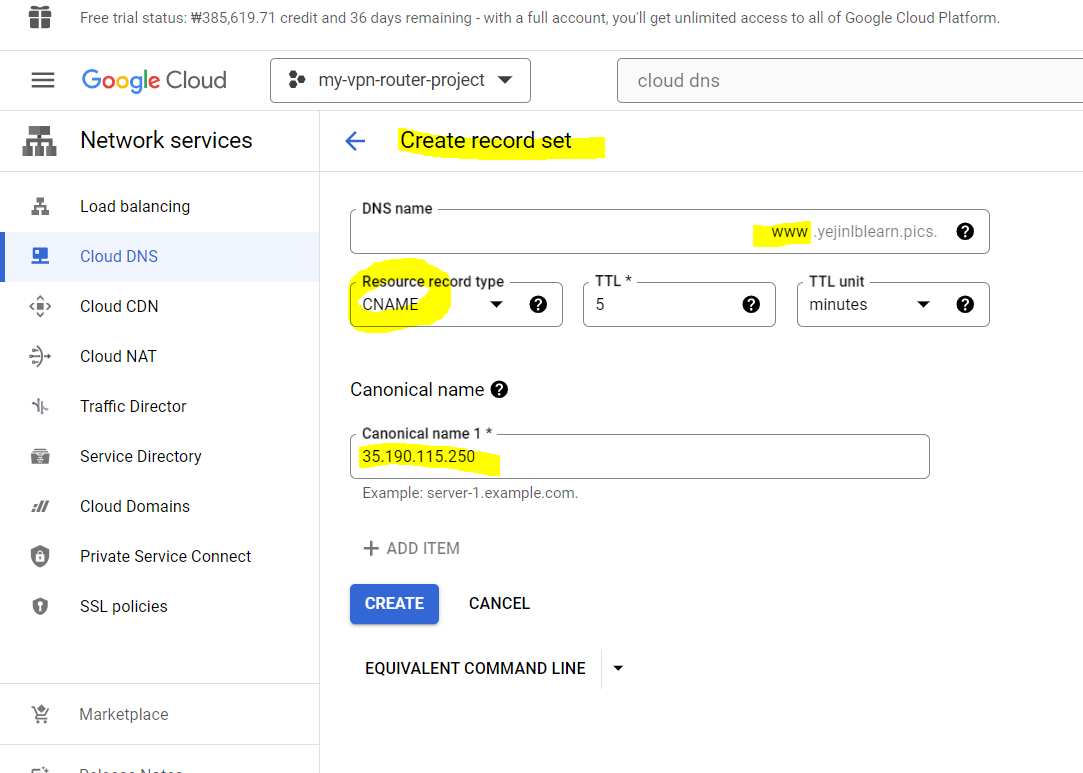 Free trial status: ₩385,619.71 credit and 36 days remaining - with a full account, you'll get unlimited access to all of Google Cloud Platform.
Google Cloud
my-vpn-router-project
cloud dns
Network services
Create record set
Load balancing
Cloud DNS
Cloud CDN
Cloud NAT
Traffic Director
Service Directory
Cloud Domains
Private Service Connect
SSL policies
Marketplace
Release Notes
DNS name
www .yejinlblearn.pics.
Resource record type
CNAME
TTL *
5
TTL unit
minutes
Canonical name
Canonical name 1 *
35.190.115.250
Example: server-1.example.com.
ADD ITEM
CREATE
CANCEL
EQUIVALENT COMMAND LINE